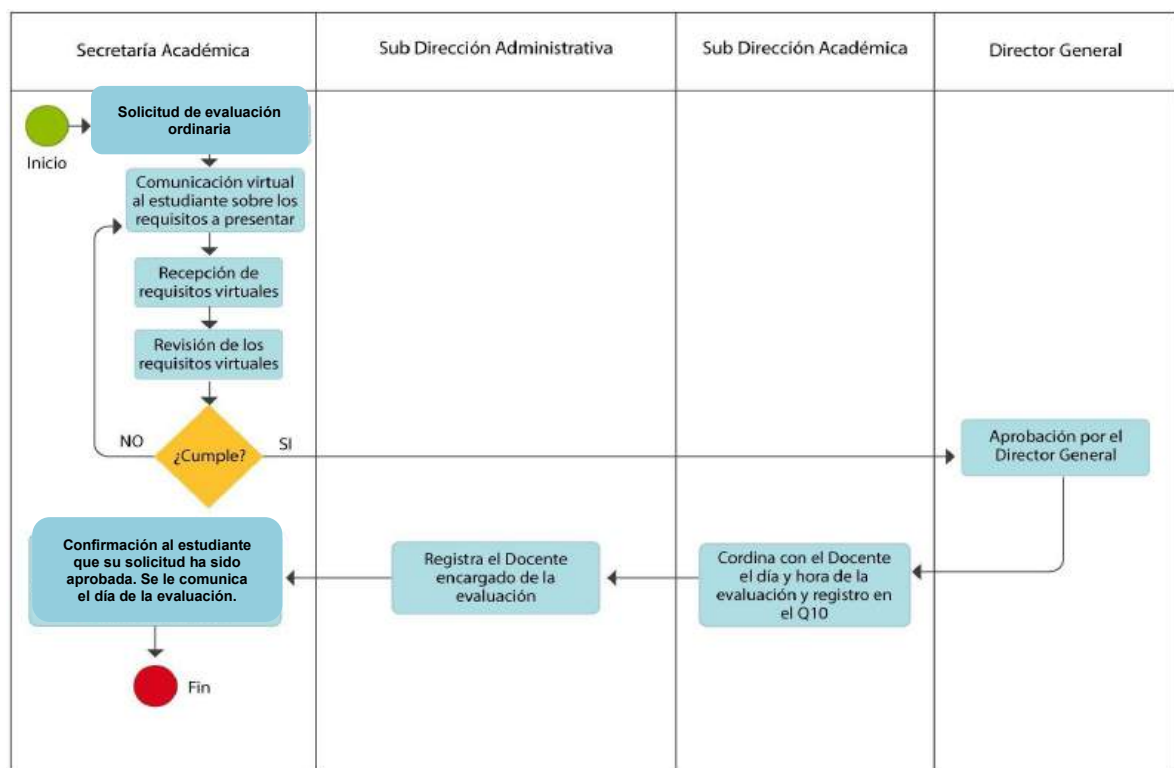 Secretaría Académica
Sub Dirección Administrativa
Sub Dirección Académica
Director General
Solicitud de evaluación
ordinaria
Inicio
Comunicación virtual
al estudiante sobre los
requisitos a presentar
Recepción de
requisitos virtuales
Revisión de los
requisitos virtuales
NO
¿Cumple?
SI
Aprobación por el
Director General
Cordina con el Docente
el día y hora de la
evaluación y registro en
el Q10
Registra el Docente
encargado de la
evaluación
Confirmación al estudiante
que su solicitud ha sido
aprobada. Se le comunica
el día de la evaluación.
Fin